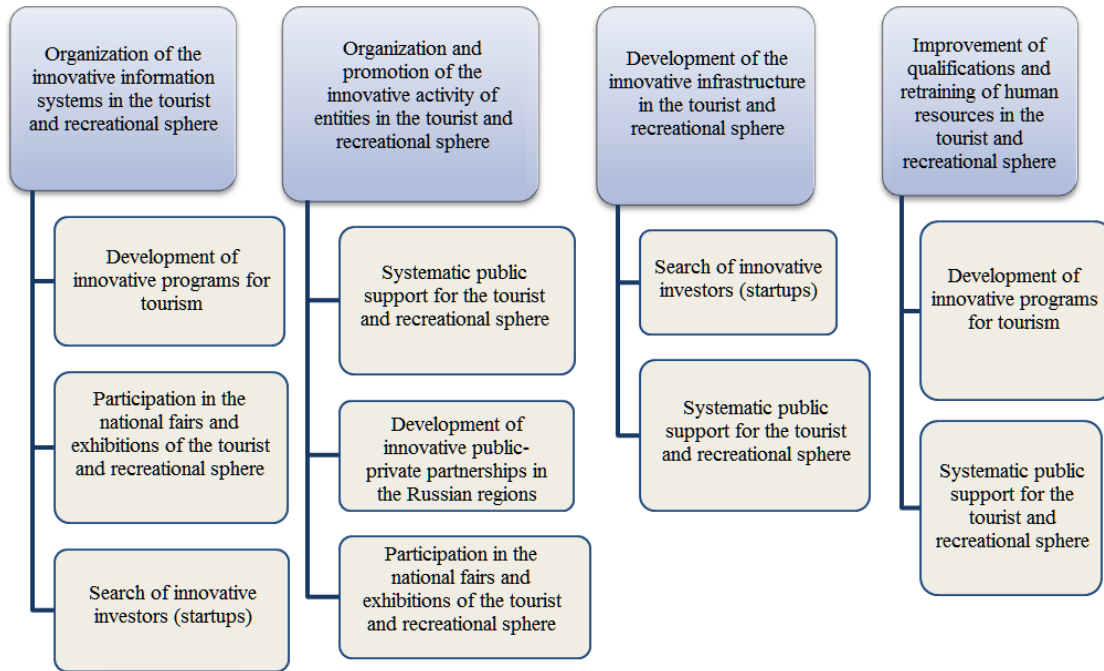 Organization of the
innovative information
systems in the tourist
and recreational sphere
Development of
innovative programs for
tourism
Participation in the
national fairs and
exhibitions of the tourist
and recreational sphere
Search of innovative
investors (startups)
Organization and
promotion of the
innovative activity of
entities in the tourist and
recreational sphere
Systematic public
support for the tourist
and recreational sphere
Development of
innovative public-
private partnerships in
the Russian regions
Participation in the
national fairs and
exhibitions of the tourist
and recreational sphere
Development of the
innovative infrastructure
in the tourist and
recreational sphere
Search of innovative
investors (startups)
Systematic public
support for the tourist
and recreational sphere
Improvement of
qualifications and
retraining of human
resources in the
tourist and
recreational sphere
Development of
innovative programs
for tourism
Systematic public
support for the
tourist and
recreational sphere